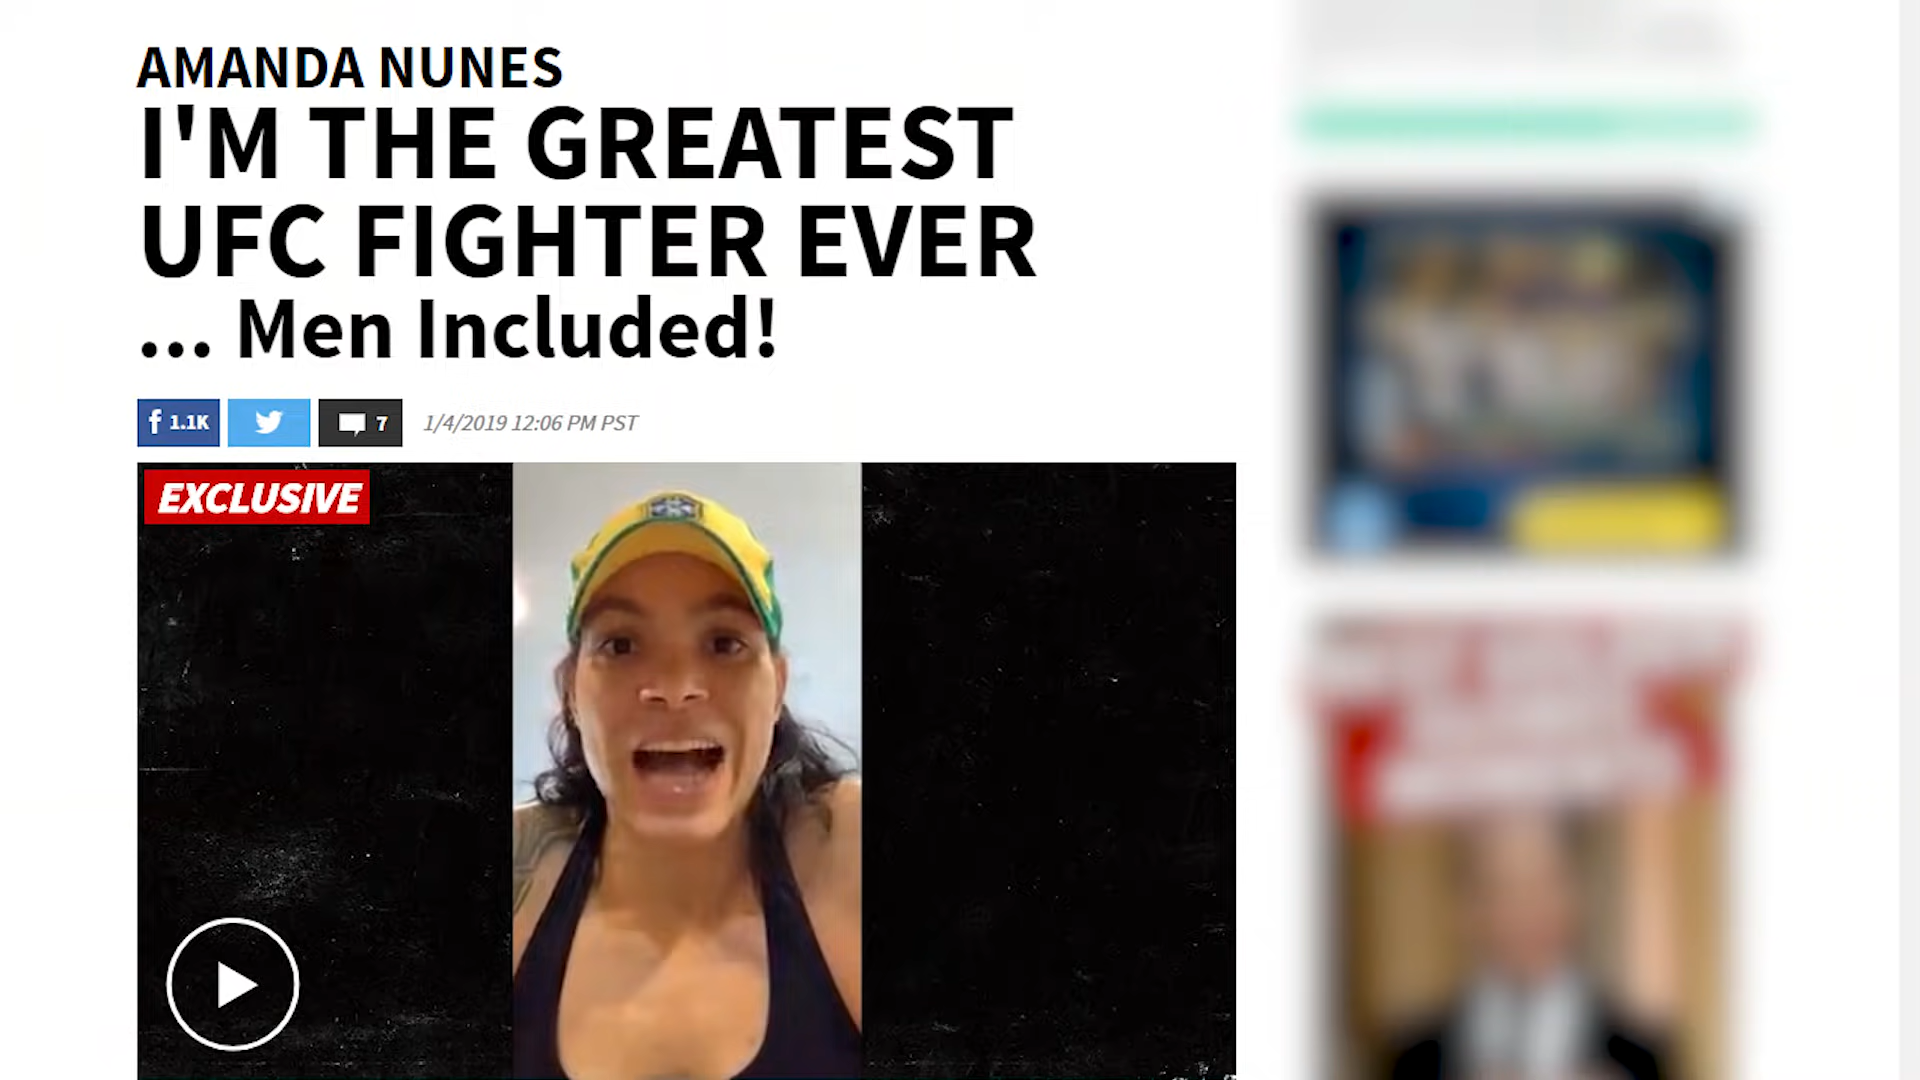 AMANDA NUNES
I'M THE GREATEST
UFC FIGHTER EVER
... Men Included!
f 1.1K 7 1/4/2019 12:06 PM PST
EXCLUSIVE